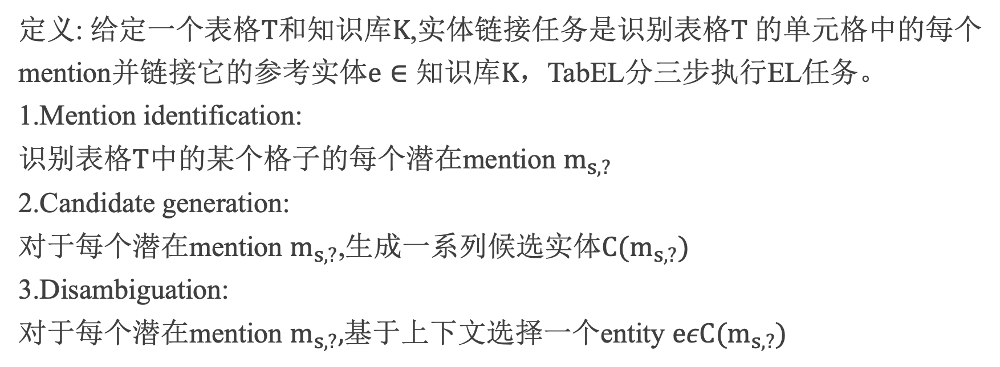 定义: 给定一个表格T和知识库K,实体链接任务是识别表格T 的单元格中的每个
mention并链接它的参考实体e ∈ 知识库K，TabEL分三步执行EL任务。
1.Mention identification:
识别表格T中的某个格子的每个潜在mention m_{s,?}
2.Candidate generation:
对于每个潜在mention m_{s,?},生成一系列候选实体C(m_{s,?})
3.Disambiguation:
对于每个潜在mention m_{s,?},基于上下文选择一个entity eϵC(m_{s,?})